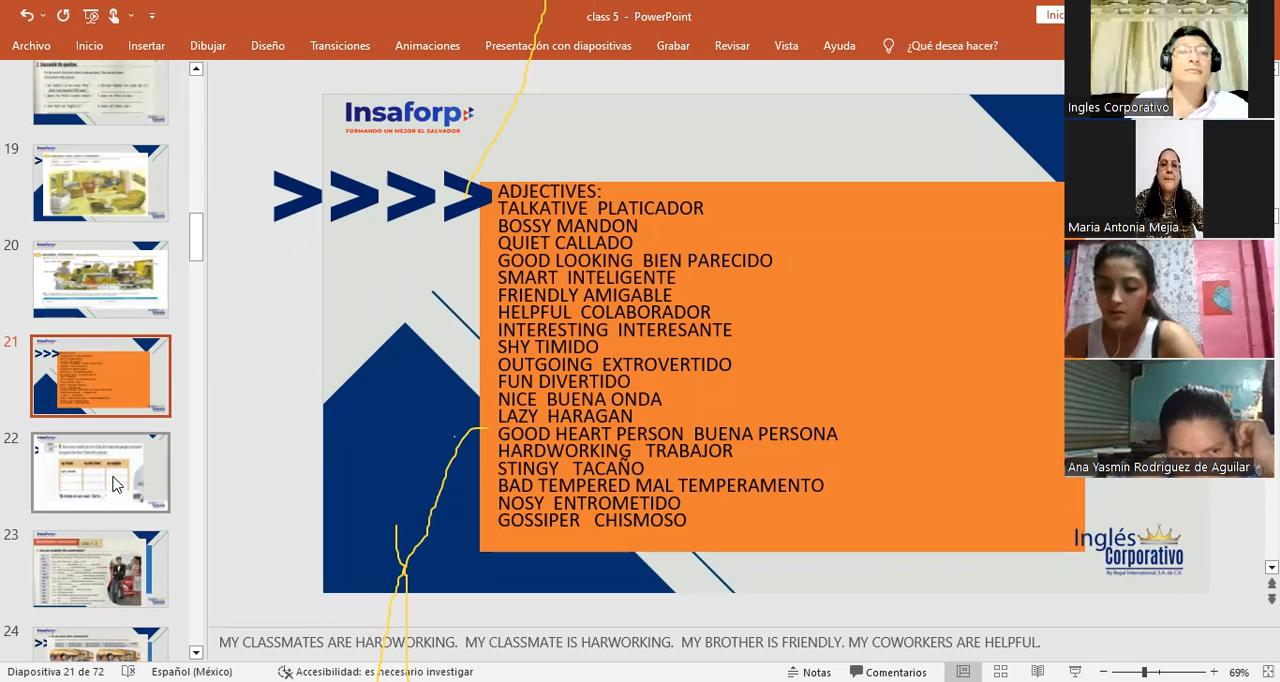 class 5 - PowerPoint
Inic
Archivo Inicio Insertar Dibujar Diseño Transiciones Animaciones Presentación con diapositivas Grabar Revisar Vista Ayuda ¿Qué desea hacer?
19
20
21
22
23
24
Insaforp
FORMANDO UN MEJOR EL SALVADOR
ADJECTIVES:
TALKATIVE PLATICADOR
BOSSY MANDON
QUIET CALLADO
GOOD LOOKING BIEN PARECIDO
SMART INTELIGENTE
FRIENDLY AMIGABLE
HELPFUL COLABORADOR
INTERESTING INTERESANTE
SHY TIMIDO
OUTGOING EXTROVERTIDO
FUN DIVERTIDO
NICE BUENA ONDA
LAZY HARAGAN
GOOD HEART PERSON BUENA PERSONA
HARDWORKING TRABAJOR
STINGY TACAÑO
BAD TEMPERED MAL TEMPERAMENTO
NOSY ENTROMETIDO
GOSSIPER CHISMOSO
Inglés
Corporativo
By Regal International, S.A. de C.V.
Ingles Corporativo
Maria Antonia Mejia
Ana Yasmin Rodriguez de Aguilar
MY CLASSMATES ARE HARDWORKING. MY CLASSMATE IS HARWORKING. MY BROTHER IS FRIENDLY. MY COWORKERS ARE HELPFUL.
Diapositiva 21 de 72 Español (México) Accesibilidad: es necesario investigar Notas Comentarios 69%